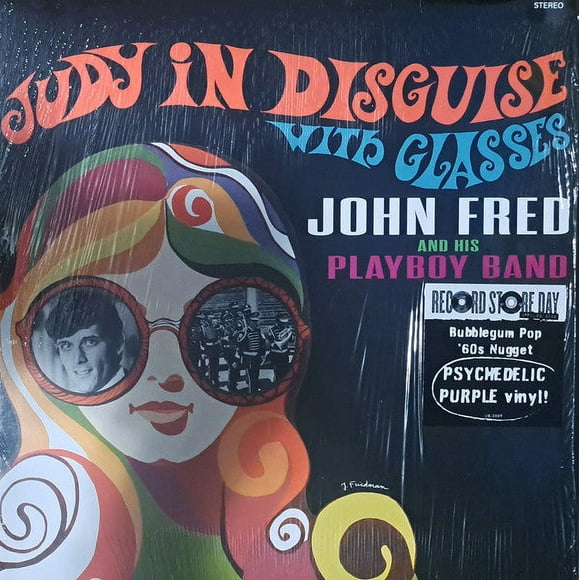 STEREO
JUDY iN DISGUISE
WITH GLASSES
JOHN FRED
AND HIS
PLAYBOY BAND
RECORD STORE DAY
Bubblegum Pop
'60s Nugget
PSYCHEDELIC
PURPLE vinyl!
J. Friedman